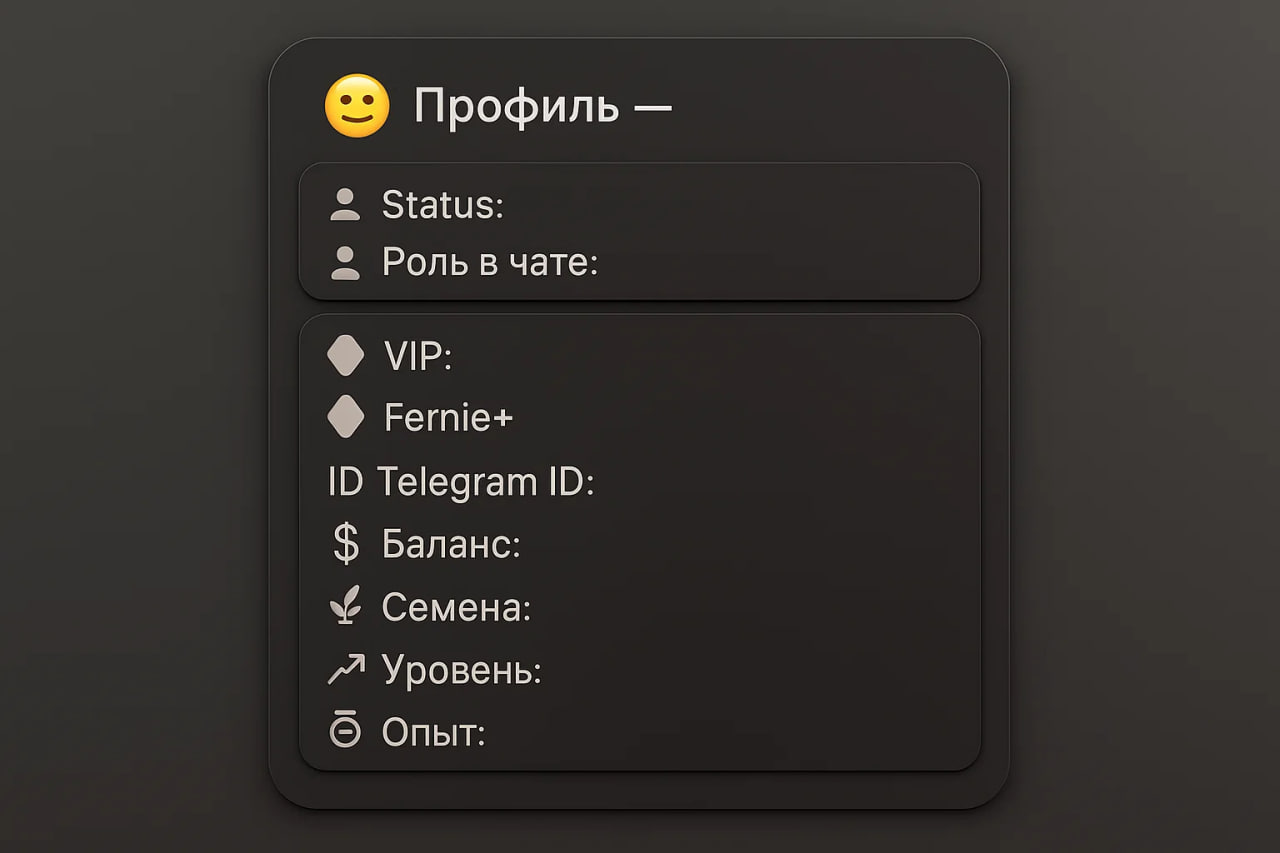 Профиль —
Status:
Роль в чате:
VIP:
Fernie+
ID Telegram ID:
$ Баланс:
Семена:
Уровень:
Опыт: